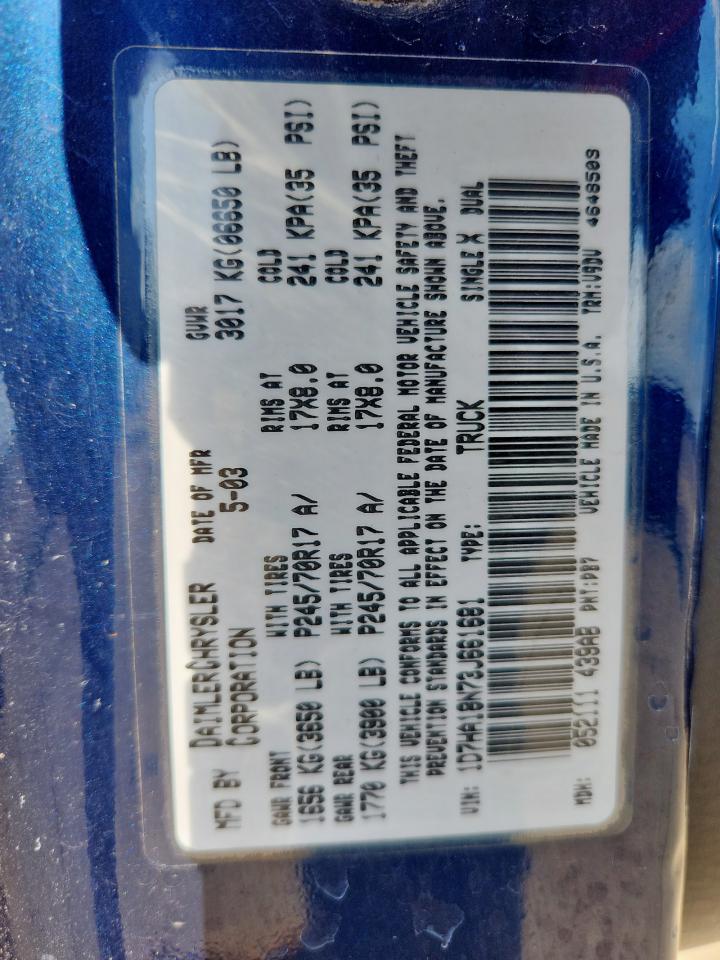 MFD BY DAIMLERCHRYSLER CORPORATION DATE OF MFR 5-03 GVWR 3017 KG(06650 LB)
GAWR FRONT WITH TIRES RIMS AT COLD
1656 KG(3650 LB) P245/70R17 A/ 17X8.0 241 KPA(35 PSI)
GAWR REAR WITH TIRES RIMS AT COLD
1770 KG(3900 LB) P245/70R17 A/ 17X8.0 241 KPA(35 PSI)
THIS VEHICLE CONFORMS TO ALL APPLICABLE FEDERAL MOTOR VEHICLE SAFETY AND THEFT
PREVENTION STANDARDS IN EFFECT ON THE DATE OF MANUFACTURE SHOWN ABOVE.
VIN: 1D7HA18N73J661601 TYPE: TRUCK SINGLE X DUAL
MDH: 052111 439AB PNT:PB7 VEHICLE MADE IN U.S.A. TRM:V9DV 4648503